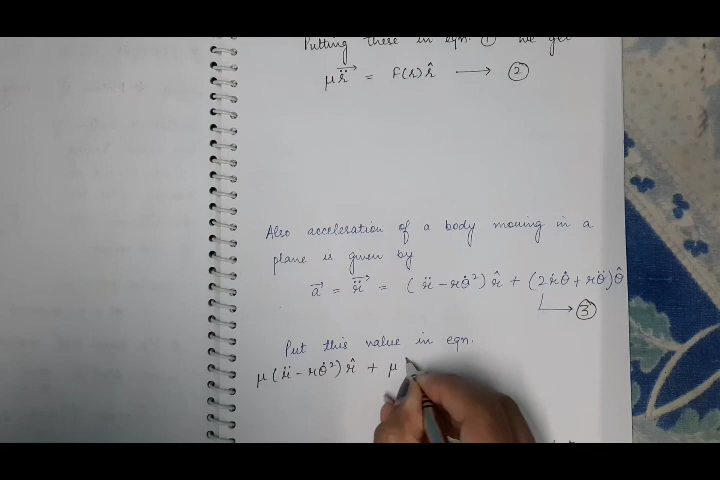 Putting these in eqn. ① we get
μ r̈⃗ = F(r) r̂ ⟶ ②
Also acceleration of a body moving in a
plane is given by
a⃗ = r̈⃗ = ( r̈ - rθ̇² ) r̂ + (2ṙθ̇ + rθ̈) θ̂
⟶ ③
Put this value in eqn.
μ ( r̈ - rθ̇² ) r̂ + μ